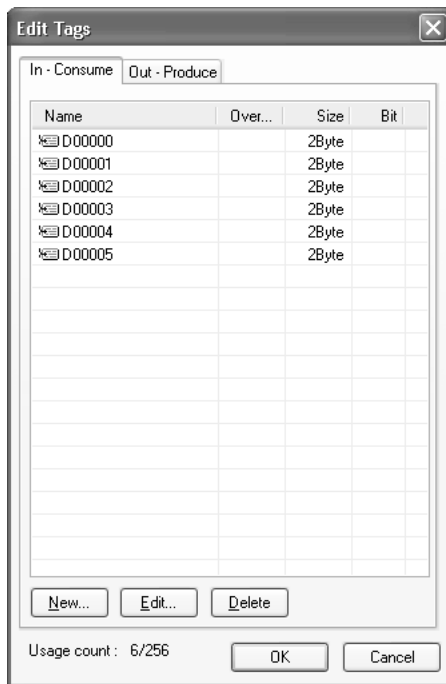 Edit Tags
In - Consume Out - Produce
Name Over... Size Bit
D00000 2Byte
D00001 2Byte
D00002 2Byte
D00003 2Byte
D00004 2Byte
D00005 2Byte
New... Edit... Delete
Usage count : 6/256 OK Cancel